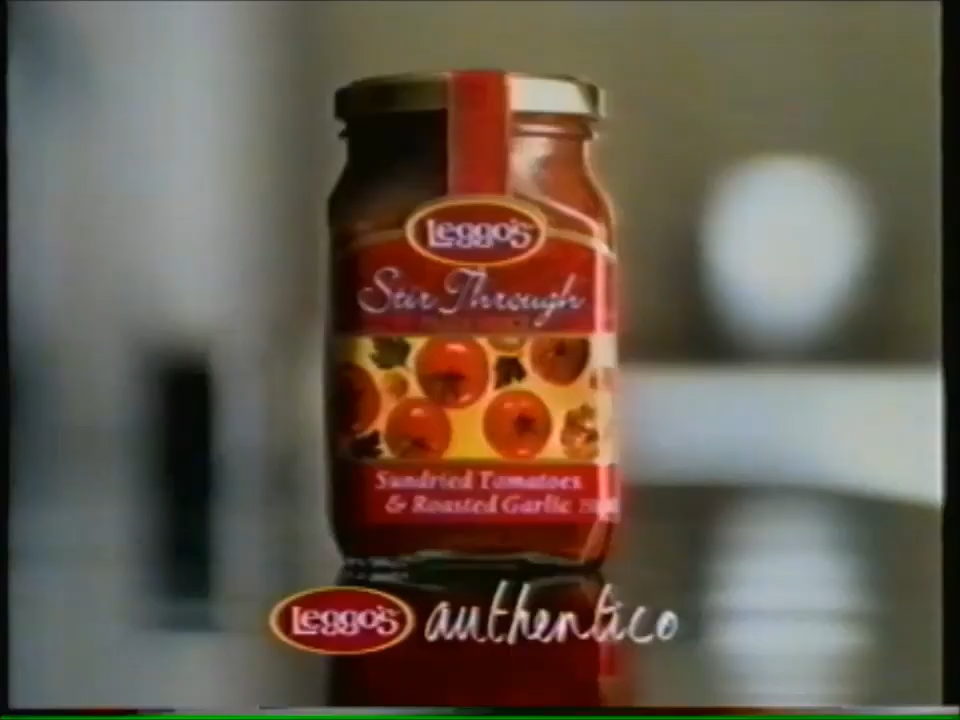 Leggo's
Stir Through
Sundried Tomatoes
& Roasted Garlic
Leggo's authentico